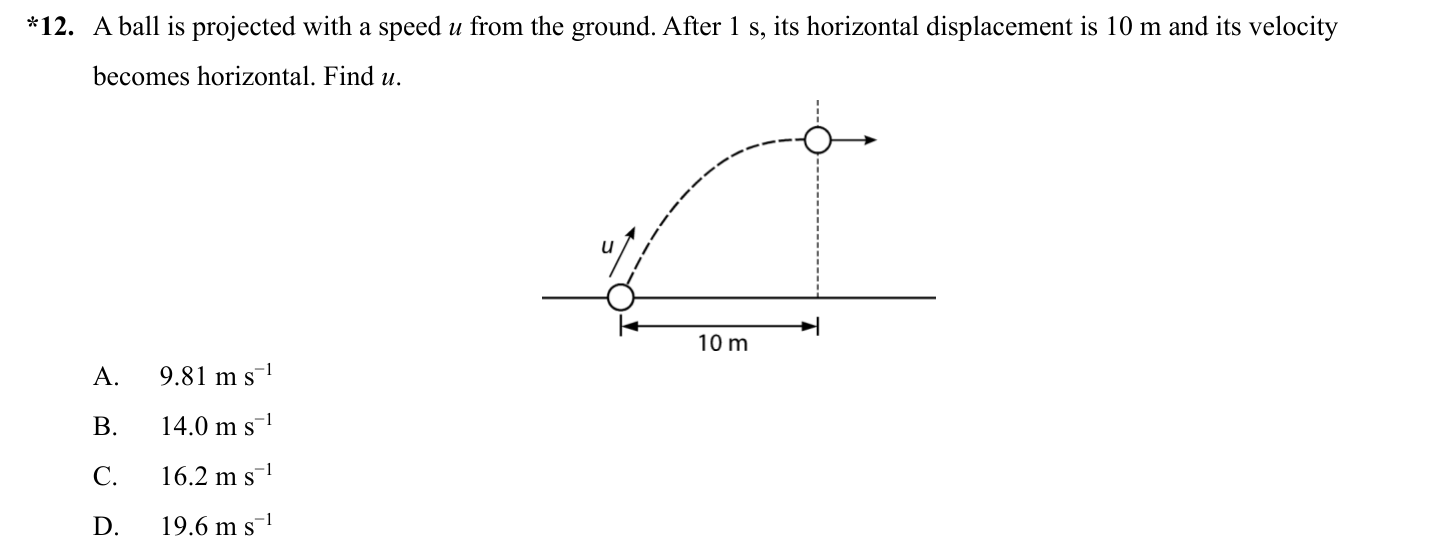 *12. A ball is projected with a speed u from the ground. After 1 s, its horizontal displacement is 10 m and its velocity
becomes horizontal. Find u.
u
10 m
A. 9.81 m s⁻¹
B. 14.0 m s⁻¹
C. 16.2 m s⁻¹
D. 19.6 m s⁻¹